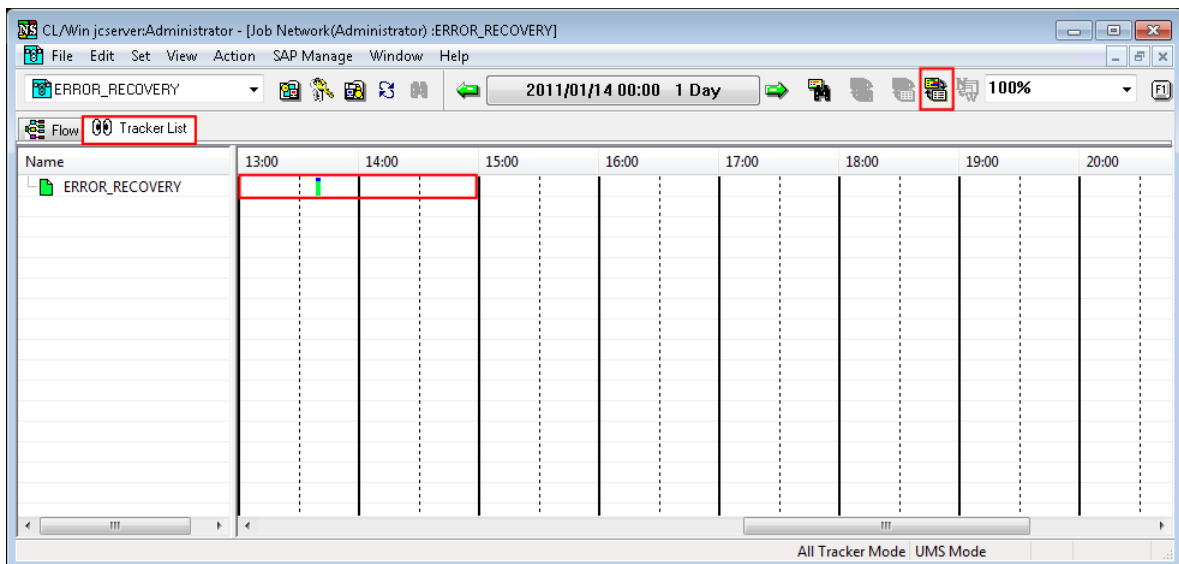 CL/Win jcserver:Administrator - [Job Network(Administrator) :ERROR_RECOVERY]
File Edit Set View Action SAP Manage Window Help
ERROR_RECOVERY 2011/01/14 00:00 1 Day 100% F1
Flow Tracker List
Name 13:00 14:00 15:00 16:00 17:00 18:00 19:00 20:00
ERROR_RECOVERY
All Tracker Mode UMS Mode